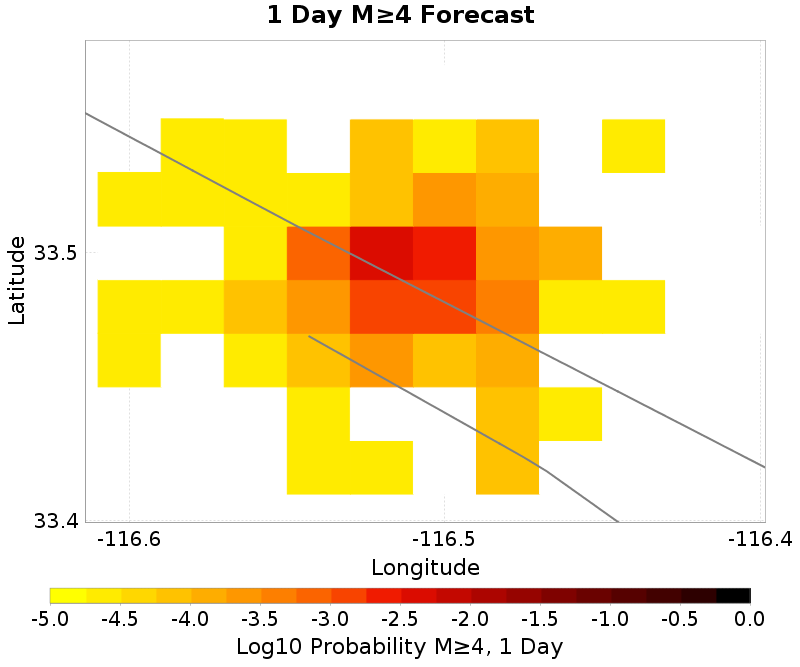 1 Day M≥4 Forecast
Latitude
33.5
33.4
-116.6 -116.5 -116.4
Longitude
-5.0 -4.5 -4.0 -3.5 -3.0 -2.5 -2.0 -1.5 -1.0 -0.5 0.0
Log10 Probability M≥4, 1 Day